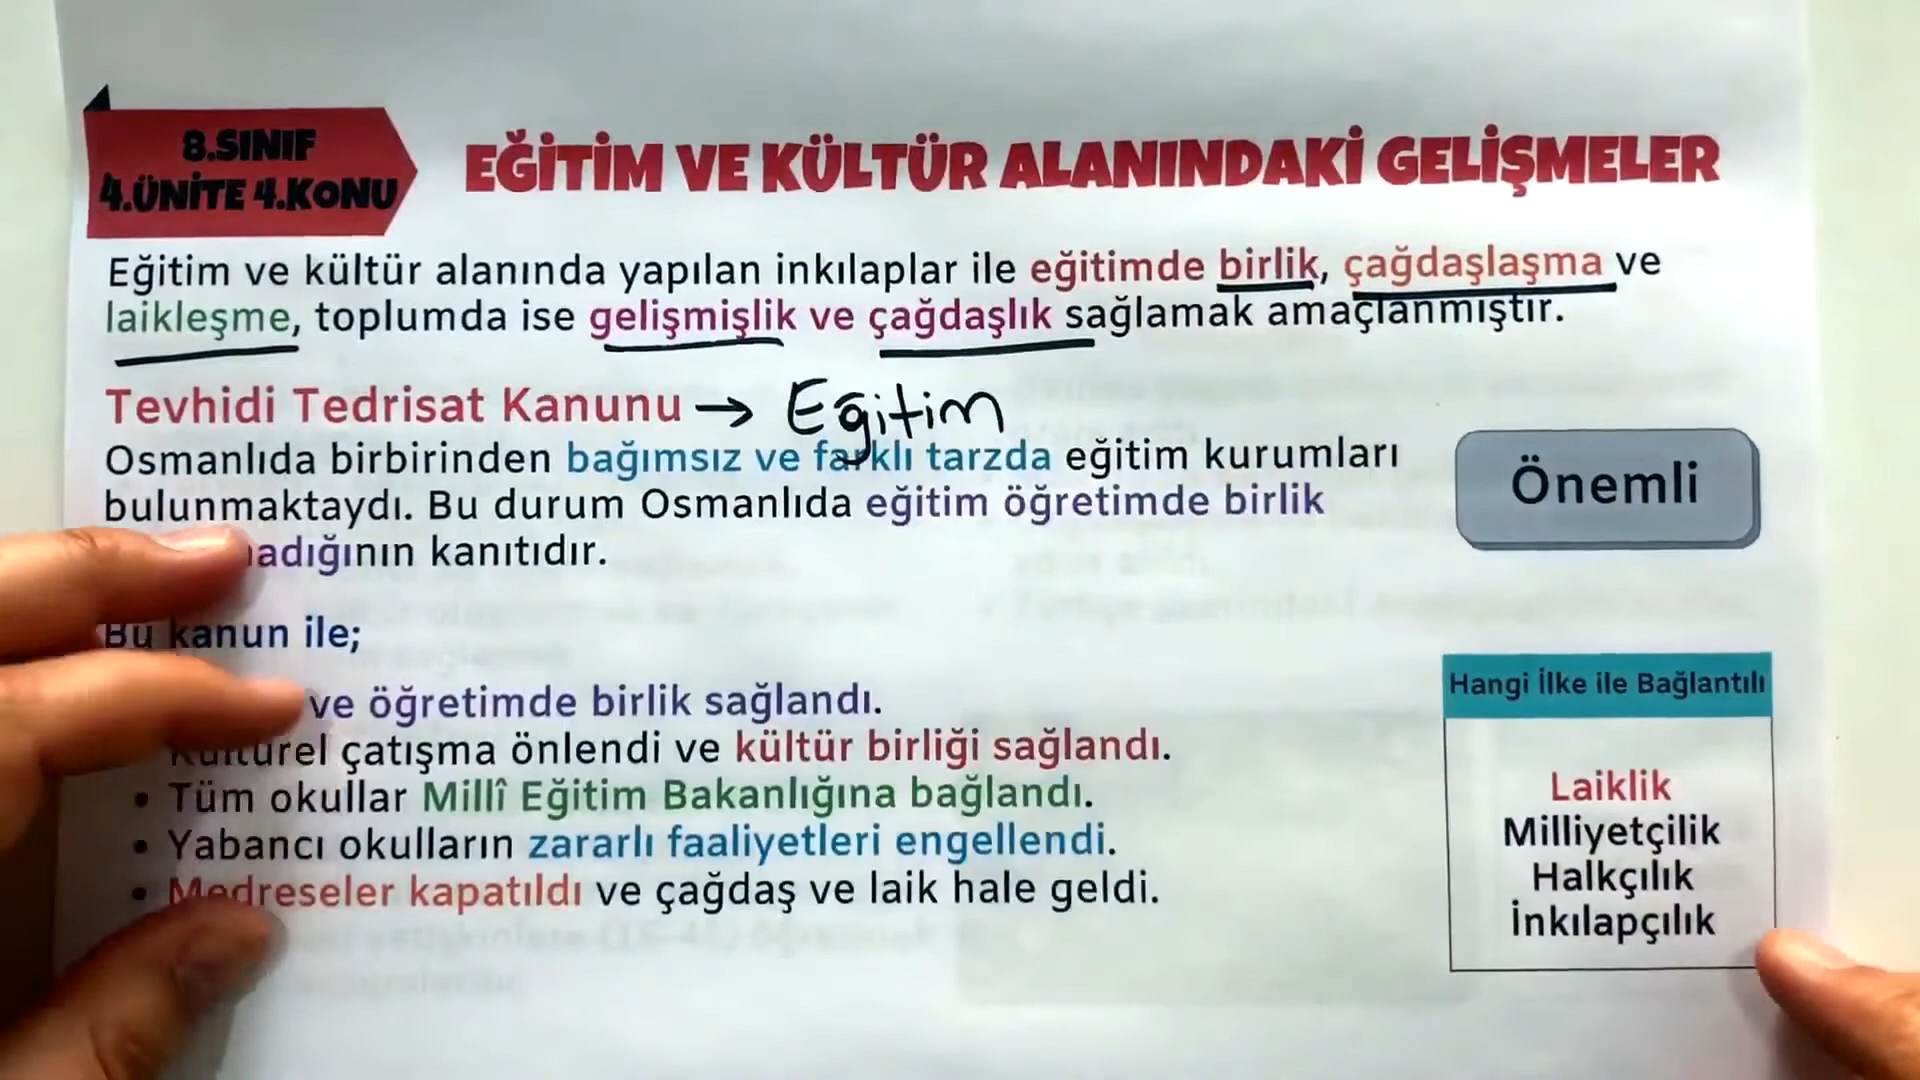 8.SINIF
4.ÜNİTE 4.KONU
EĞİTİM VE KÜLTÜR ALANINDAKİ GELİŞMELER
Eğitim ve kültür alanında yapılan inkılaplar ile eğitimde birlik, çağdaşlaşma ve
laikleşme, toplumda ise gelişmişlik ve çağdaşlık sağlamak amaçlanmıştır.
Tevhidi Tedrisat Kanunu → Eğitim
Osmanlıda birbirinden bağımsız ve farklı tarzda eğitim kurumları
bulunmaktaydı. Bu durum Osmanlıda eğitim öğretimde birlik
kanıtıdır.
Önemli
Bu kanun ile;
ve öğretimde birlik sağlandı.
Kültürel çatışma önlendi ve kültür birliği sağlandı.
• Tüm okullar Millî Eğitim Bakanlığına bağlandı.
• Yabancı okulların zararlı faaliyetleri engellendi.
• Medreseler kapatıldı ve çağdaş ve laik hale geldi.
Hangi İlke ile Bağlantılı
Laiklik
Milliyetçilik
Halkçılık
İnkılapçılık